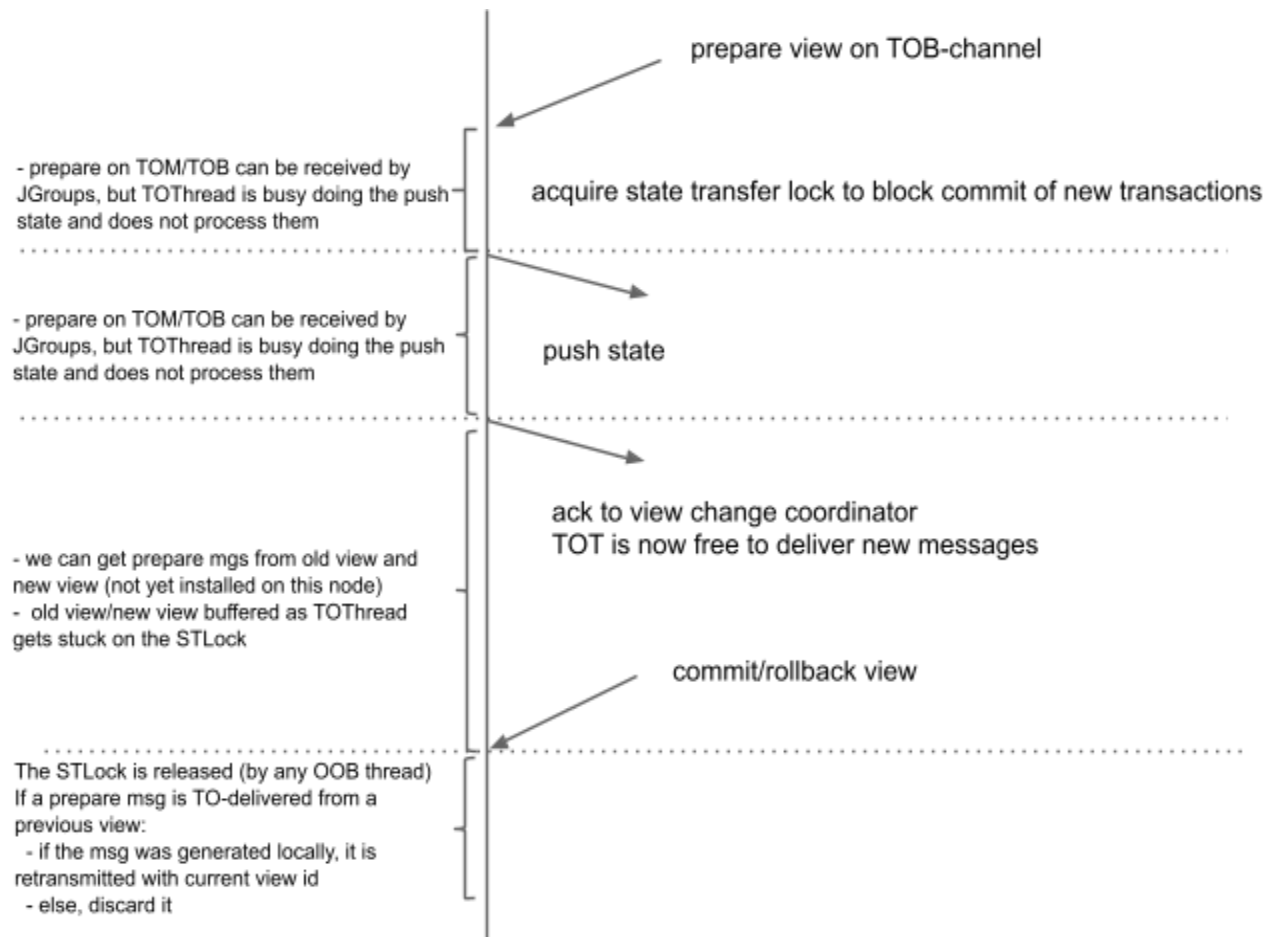 prepare view on TOB-channel
- prepare on TOM/TOB can be received by
JGroups, but TOThread is busy doing the push
state and does not process them
acquire state transfer lock to block commit of new transactions
- prepare on TOM/TOB can be received by
JGroups, but TOThread is busy doing the push
state and does not process them
push state
ack to view change coordinator
TOT is now free to deliver new messages
- we can get prepare mgs from old view and
new view (not yet installed on this node)
- old view/new view buffered as TOThread
gets stuck on the STLock
commit/rollback view
The STLock is released (by any OOB thread)
If a prepare msg is TO-delivered from a
previous view:
- if the msg was generated locally, it is
retransmitted with current view id
- else, discard it